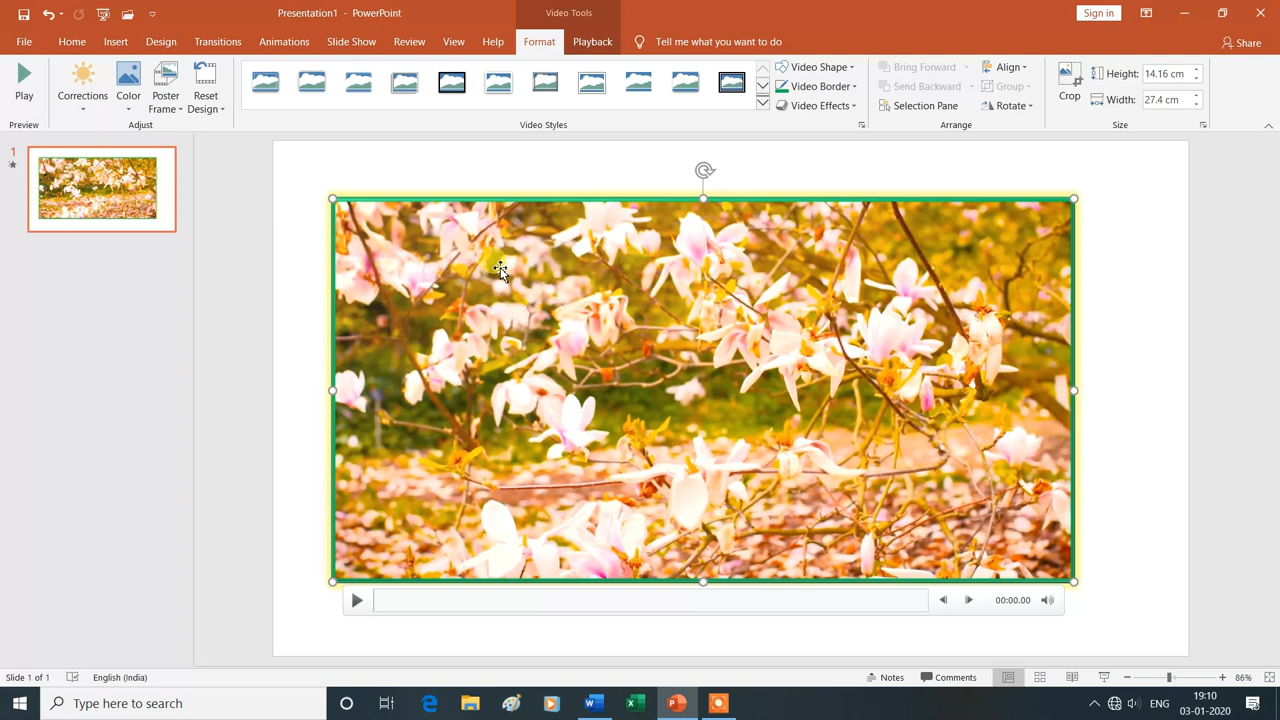 Presentation1 - PowerPoint
Video Tools
Sign in
File
Home
Insert
Design
Transitions
Animations
Slide Show
Review
View
Help
Format
Playback
Tell me what you want to do
Share
Play
Corrections
Color
Poster Frame
Reset Design
Video Shape
Video Border
Video Effects
Bring Forward
Send Backward
Selection Pane
Align
Group
Rotate
Crop
Height: 14.16 cm
Width: 27.4 cm
Preview
Adjust
Video Styles
Arrange
Size
1
00:00.00
Slide 1 of 1
English (India)
Notes
Comments
86%
Type here to search
ENG
19:10
03-01-2020